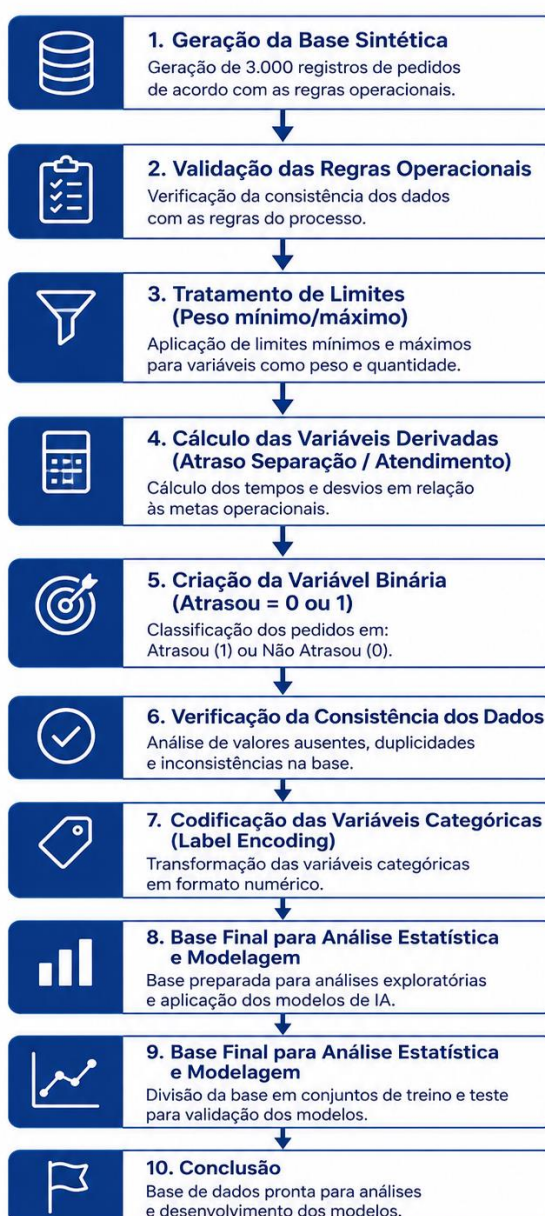 1. Geração da Base Sintética
Geração de 3.000 registros de pedidos
de acordo com as regras operacionais.
2. Validação das Regras Operacionais
Verificação da consistência dos dados
com as regras do processo.
3. Tratamento de Limites
(Peso mínimo/máximo)
Aplicação de limites mínimos e máximos
para variáveis como peso e quantidade.
4. Cálculo das Variáveis Derivadas
(Atraso Separação / Atendimento)
Cálculo dos tempos e desvios em relação
às metas operacionais.
5. Criação da Variável Binária
(Atrasou = 0 ou 1)
Classificação dos pedidos em:
Atrasou (1) ou Não Atrasou (0).
6. Verificação da Consistência dos Dados
Análise de valores ausentes, duplicidades
e inconsistências na base.
7. Codificação das Variáveis Categóricas
(Label Encoding)
Transformação das variáveis categóricas
em formato numérico.
8. Base Final para Análise Estatística
e Modelagem
Base preparada para análises exploratórias
e aplicação dos modelos de IA.
9. Base Final para Análise Estatística
e Modelagem
Divisão da base em conjuntos de treino e teste
para validação dos modelos.
10. Conclusão
Base de dados pronta para análises
e desenvolvimento dos modelos.